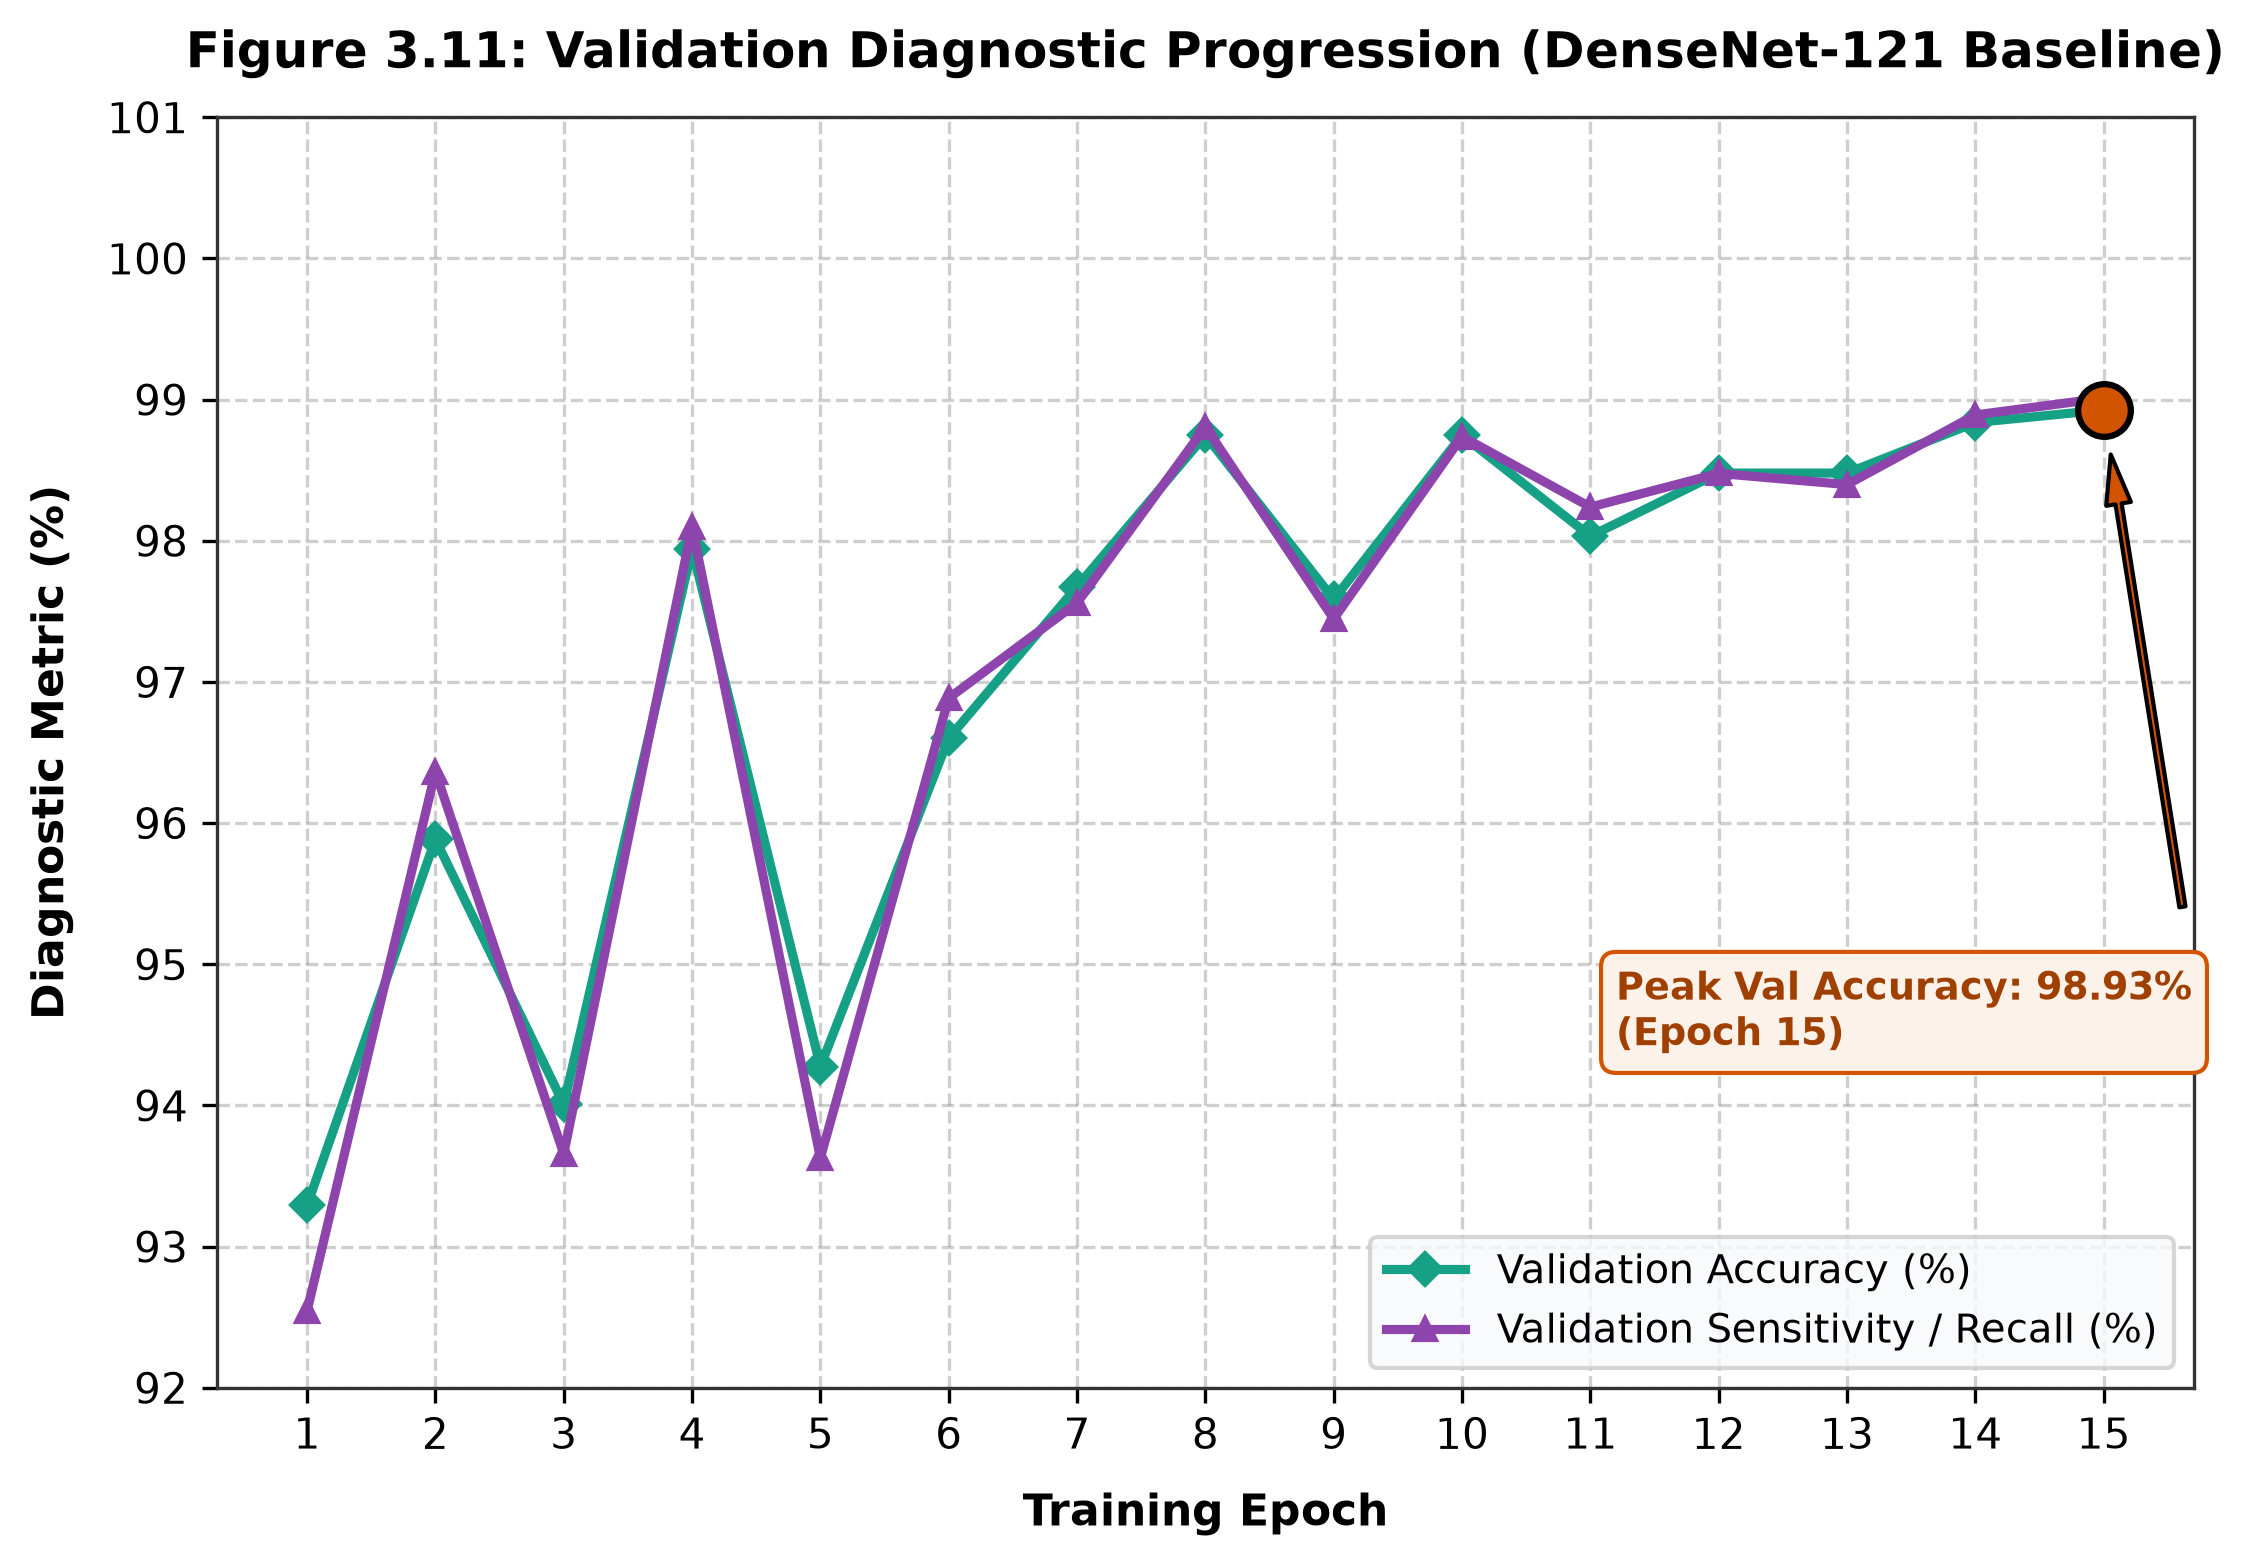 Figure 3.11: Validation Diagnostic Progression (DenseNet-121 Baseline)
Diagnostic Metric (%)
101
100
99
98
97
96
95
94
93
92
Peak Val Accuracy: 98.93%
(Epoch 15)
Validation Accuracy (%)
Validation Sensitivity / Recall (%)
1 2 3 4 5 6 7 8 9 10 11 12 13 14 15
Training Epoch